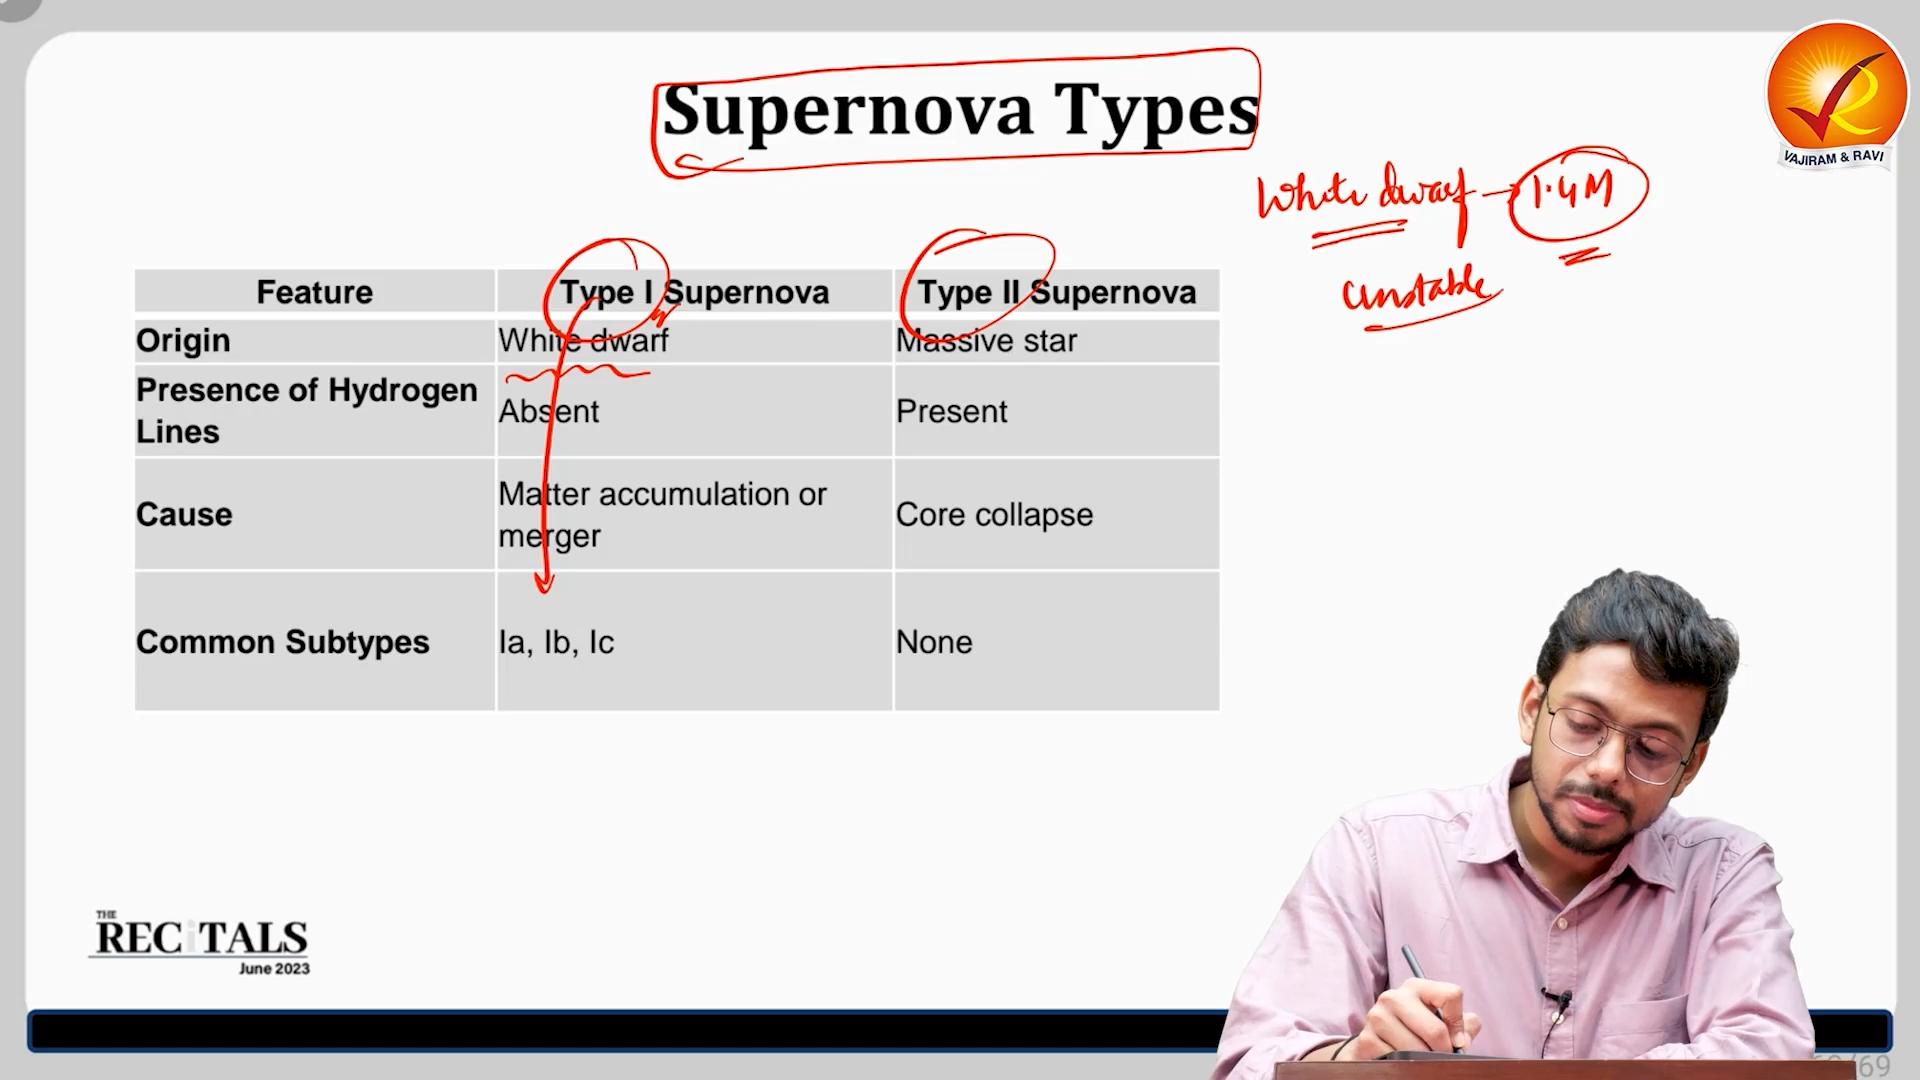 Supernova Types
VAJIRAM & RAVI
White dwarf → 1.4M
Unstable
Feature Type I Supernova Type II Supernova
Origin White dwarf Massive star
Presence of Hydrogen Lines Absent Present
Cause Matter accumulation or merger Core collapse
Common Subtypes Ia, Ib, Ic None
THE
RECiTALS
June 2023